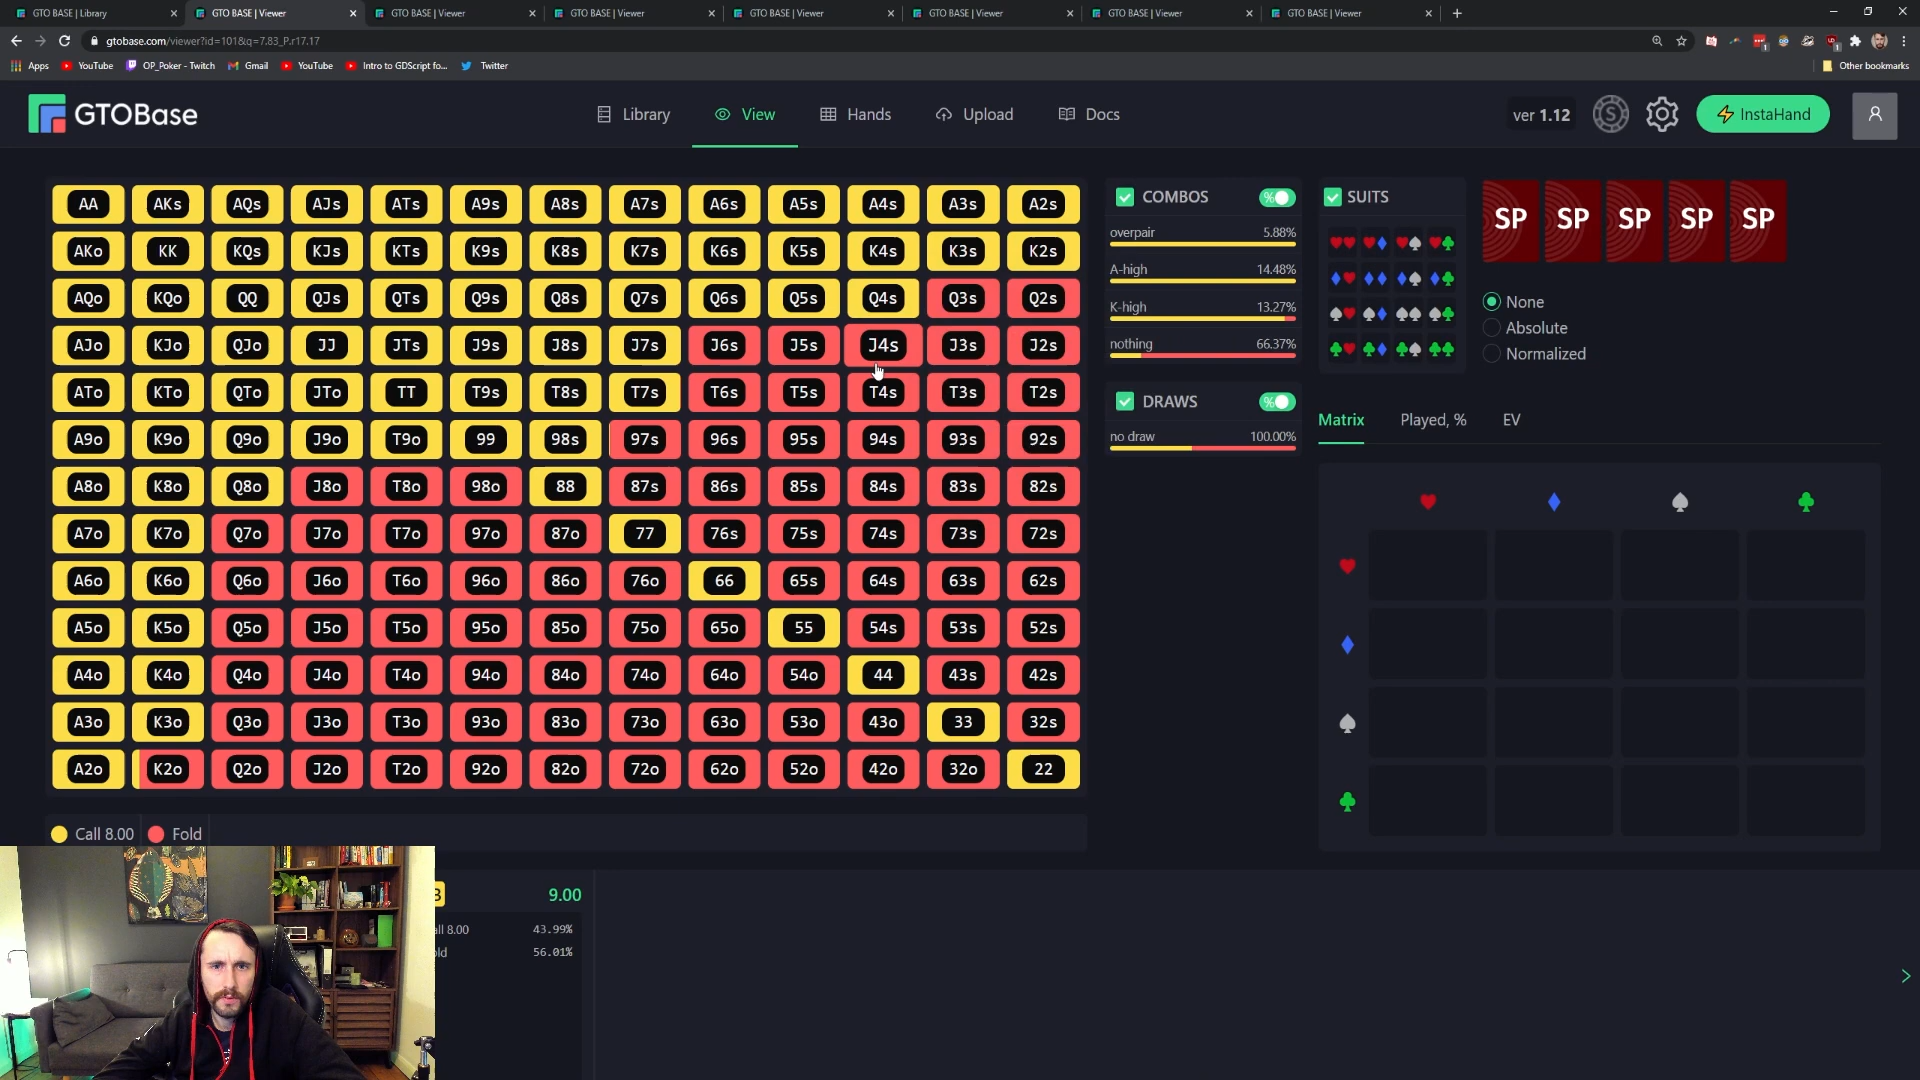 GTO BASE | Library
GTO BASE | Viewer
GTO BASE | Viewer
GTO BASE | Viewer
GTO BASE | Viewer
GTO BASE | Viewer
GTO BASE | Viewer
GTO BASE | Viewer
gtobase.com/viewer?id=101&q=7.83_P.r17.17
Apps YouTube OP_Poker - Twitch Gmail YouTube Intro to GDScript fo... Twitter Other bookmarks
GTOBase Library View Hands Upload Docs ver 1.12 S InstaHand
AA AKs AQs AJs ATs A9s A8s A7s A6s A5s A4s A3s A2s
AKo KK KQs KJs KTs K9s K8s K7s K6s K5s K4s K3s K2s
AQo KQo QQ QJs QTs Q9s Q8s Q7s Q6s Q5s Q4s Q3s Q2s
AJo KJo QJo JJ JTs J9s J8s J7s J6s J5s J4s J3s J2s
ATo KTo QTo JTo TT T9s T8s T7s T6s T5s T4s T3s T2s
A9o K9o Q9o J9o T9o 99 98s 97s 96s 95s 94s 93s 92s
A8o K8o Q8o J8o T8o 98o 88 87s 86s 85s 84s 83s 82s
A7o K7o Q7o J7o T7o 97o 87o 77 76s 75s 74s 73s 72s
A6o K6o Q6o J6o T6o 96o 86o 76o 66 65s 64s 63s 62s
A5o K5o Q5o J5o T5o 95o 85o 75o 65o 55 54s 53s 52s
A4o K4o Q4o J4o T4o 94o 84o 74o 64o 54o 44 43s 42s
A3o K3o Q3o J3o T3o 93o 83o 73o 63o 53o 43o 33 32s
A2o K2o Q2o J2o T2o 92o 82o 72o 62o 52o 42o 32o 22
Call 8.00 Fold
COMBOS %
overpair 5.88%
A-high 14.48%
K-high 13.27%
nothing 66.37%
DRAWS %
no draw 100.00%
SUITS
SP SP SP SP SP
None
Absolute
Normalized
Matrix Played, % EV
9.00
all 8.00 43.99%
old 56.01%